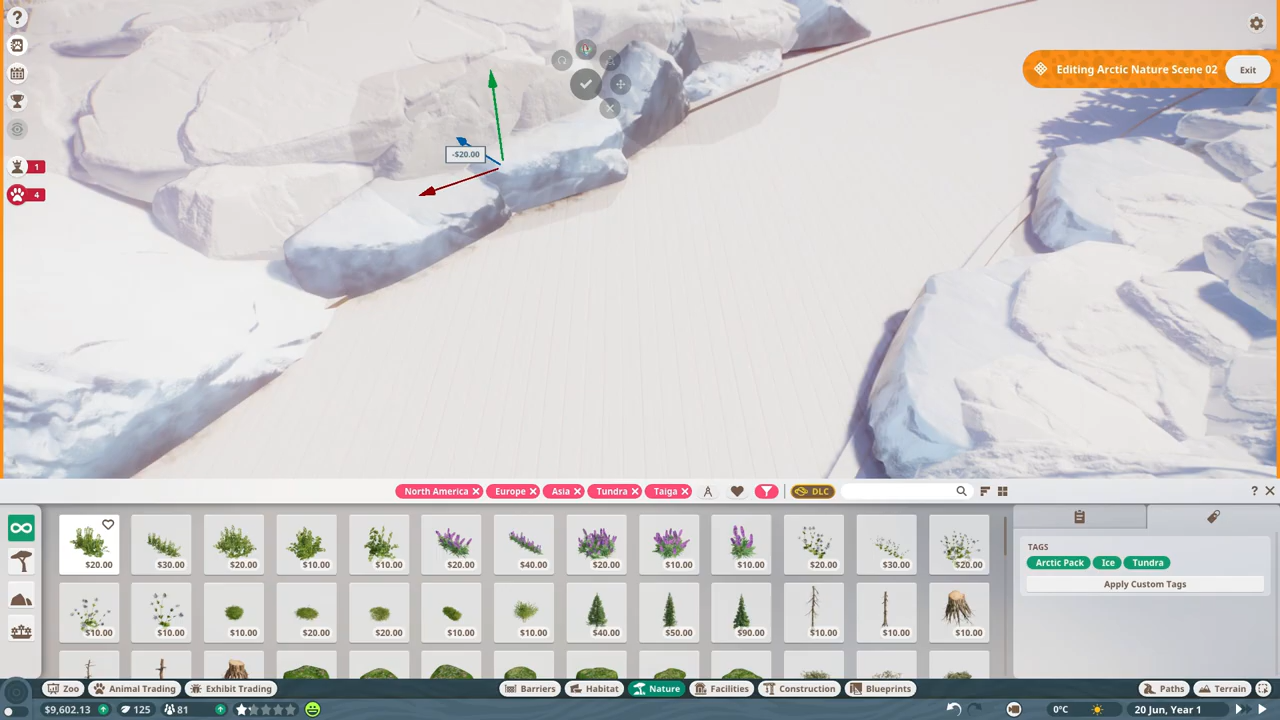 ?
Editing Arctic Nature Scene 02
Exit
-$20.00
1
4
North America
Europe
Asia
Tundra
Taiga
DLC
?
$20.00
$30.00
$20.00
$10.00
$10.00
$20.00
$40.00
$20.00
$10.00
$10.00
$20.00
$30.00
$20.00
TAGS
Arctic Pack
Ice
Tundra
Apply Custom Tags
$10.00
$10.00
$10.00
$20.00
$20.00
$10.00
$10.00
$40.00
$50.00
$90.00
$10.00
$10.00
$10.00
Zoo
Animal Trading
Exhibit Trading
Barriers
Habitat
Nature
Facilities
Construction
Blueprints
Paths
Terrain
$9,602.13
125
81
0°C
20 Jun, Year 1